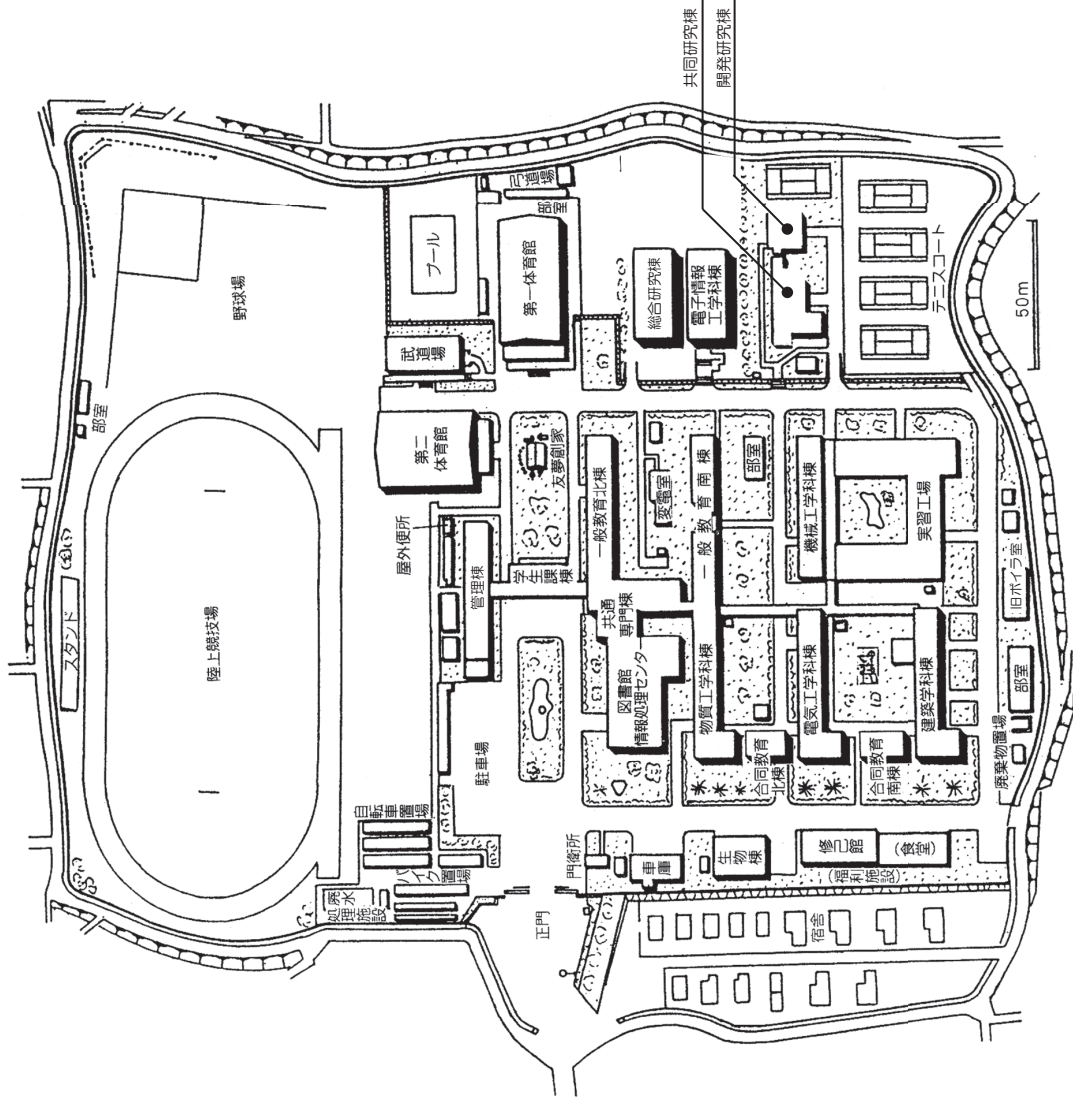 共同研究棟
開発研究棟
弓道場
部室
プール
第一体育館
野球場
武道場
総合研究棟
電子情報
工学科棟
テニスコート
50m
部室
第二
体育館
友夢創家
一般教育北棟
変電室
一般教育南棟
部室
機械工学科棟
実習工場
屋外便所
管理棟
学生課棟
スタンド
陸上競技場
共通
専門棟
図書館
情報処理センター
物質工学科棟
電気工学科棟
建築学科棟
旧ボイラ室
部室
駐車場
合同教育
北棟
合同教育
南棟
廃棄物置場
自転車置場
バイク置場
門衛所
車庫
生物棟
修己館
(食堂)
(福利施設)
廃水
処理施設
正門
宿舎